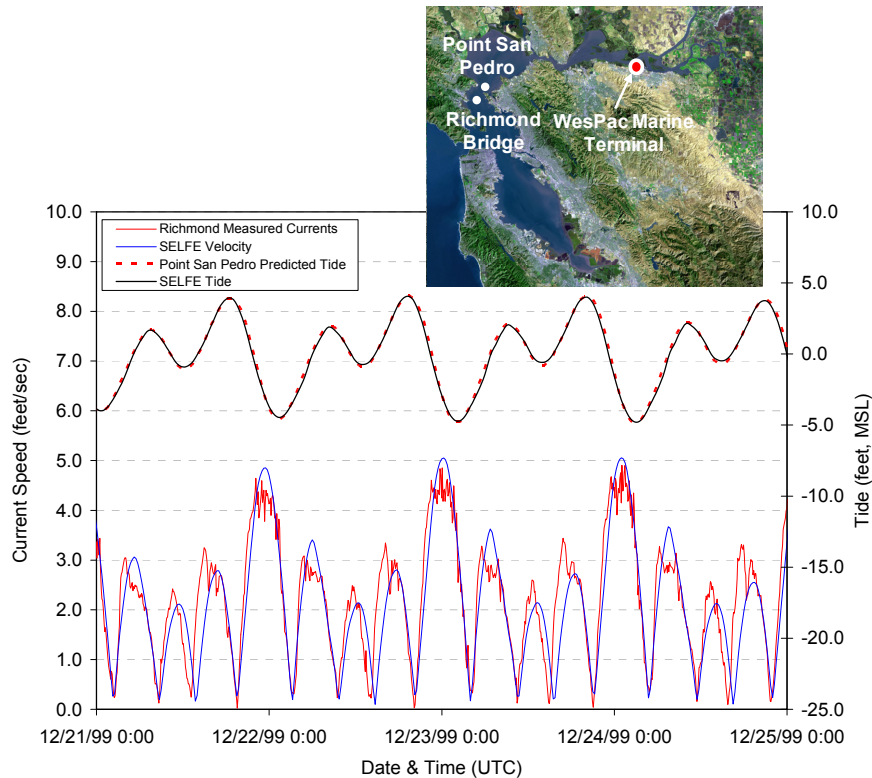 Point San
Pedro
Richmond
Bridge
WesPac Marine
Terminal
Richmond Measured Currents
SELFE Velocity
Point San Pedro Predicted Tide
SELFE Tide
10.0
9.0
8.0
7.0
6.0
5.0
4.0
3.0
2.0
1.0
0.0
Current Speed (feet/sec)
10.0
5.0
0.0
-5.0
-10.0
-15.0
-20.0
-25.0
Tide (feet, MSL)
12/21/99 0:00
12/22/99 0:00
12/23/99 0:00
12/24/99 0:00
12/25/99 0:00
Date & Time (UTC)